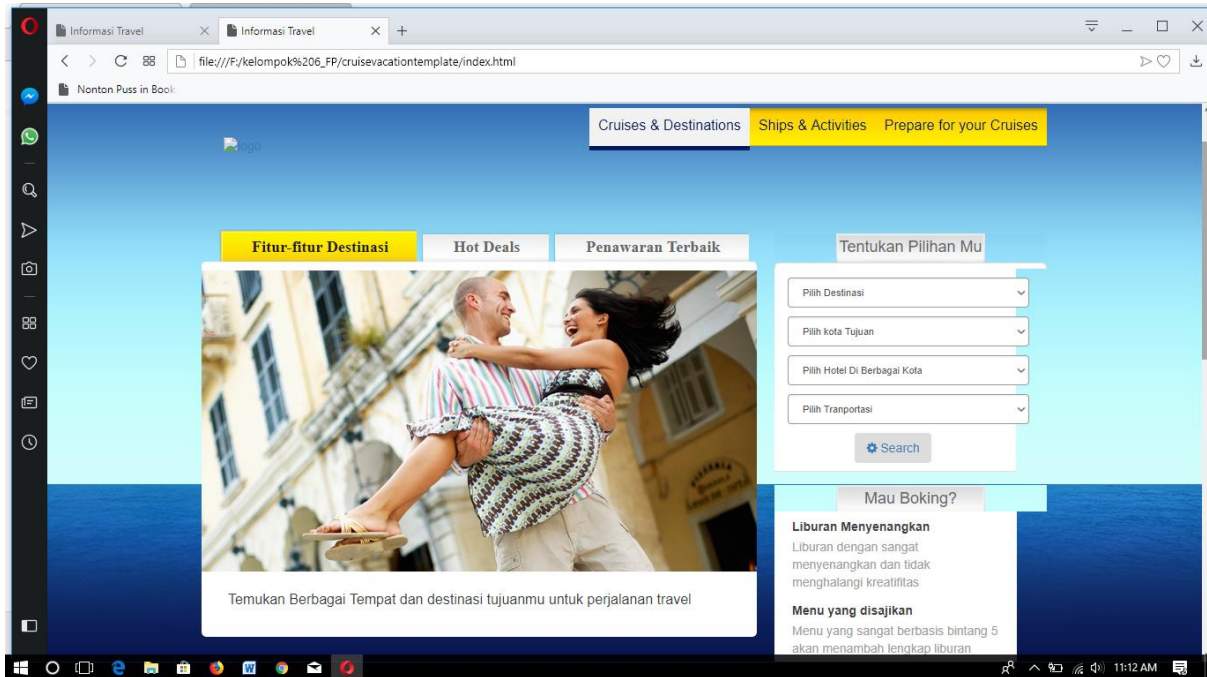 Informasi Travel
Informasi Travel
file:///F:/kelompok%206_FP/cruisevacationtemplate/index.html
Nonton Puss in Book
logo
Cruises & Destinations
Ships & Activities
Prepare for your Cruises
Fitur-fitur Destinasi
Hot Deals
Penawaran Terbaik
Tentukan Pilihan Mu
Pilih Destinasi
Pilih kota Tujuan
Pilih Hotel Di Berbagai Kota
Pilih Tranportasi
Search
Temukan Berbagai Tempat dan destinasi tujuanmu untuk perjalanan travel
Mau Boking?
Liburan Menyenangkan
Liburan dengan sangat
menyenangkan dan tidak
menghalangi kreatifitas
Menu yang disajikan
Menu yang sangat berbasis bintang 5
akan menambah lengkap liburan
11:12 AM